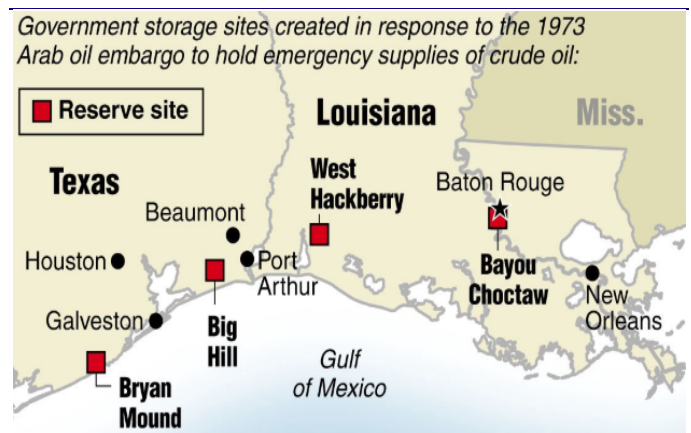 Government storage sites created in response to the 1973
Arab oil embargo to hold emergency supplies of crude oil:
Reserve site
Louisiana
Miss.
Texas
West
Hackberry
Baton Rouge
Beaumont
Houston
Port
Arthur
Bayou
Choctaw
New
Orleans
Galveston
Big
Hill
Gulf
of Mexico
Bryan
Mound